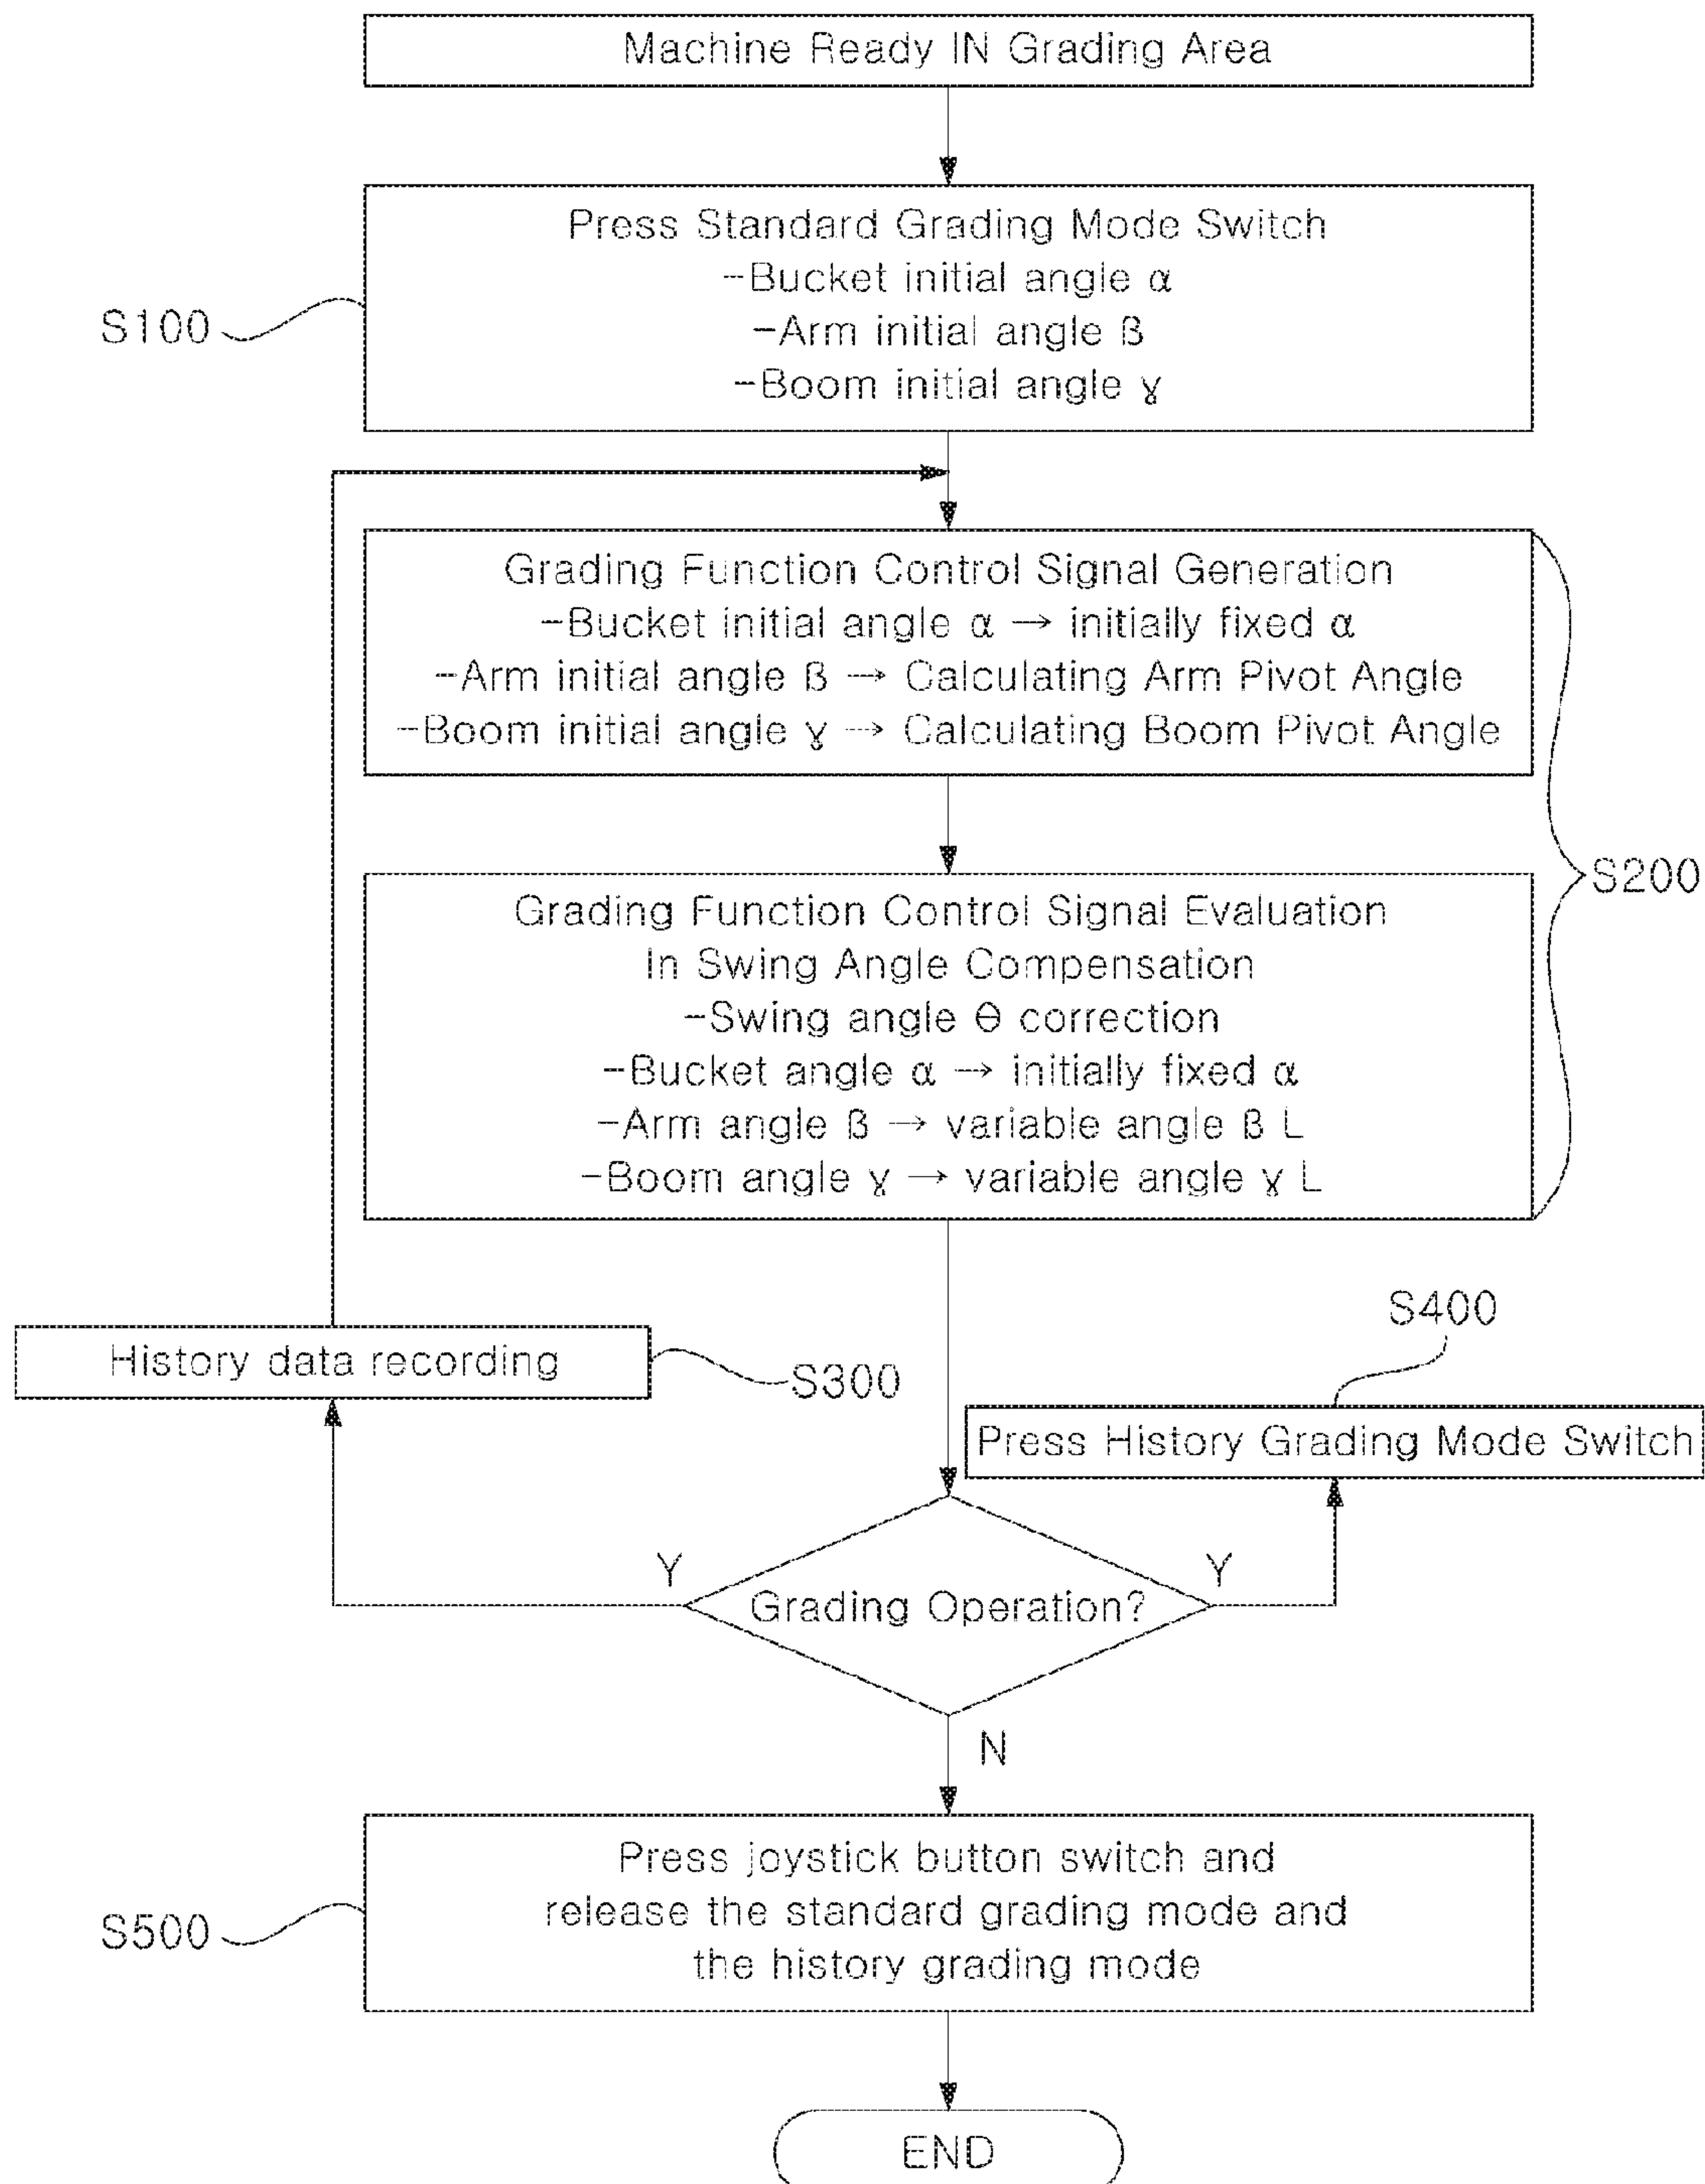 Machine Ready IN Grading Area
Press Standard Grading Mode Switch
-Bucket initial angle α
-Arm initial angle ß
-Boom initial angle ɣ
S100
Grading Function Control Signal Generation
-Bucket initial angle α → initially fixed α
-Arm initial angle ß → Calculating Arm Pivot Angle
-Boom initial angle ɣ → Calculating Boom Pivot Angle
S200
Grading Function Control Signal Evaluation
In Swing Angle Compensation
-Swing angle Θ correction
-Bucket angle α → initially fixed α
-Arm angle ß → variable angle ß L
-Boom angle ɣ → variable angle ɣ L
S400
History data recording
S300
Press History Grading Mode Switch
Y
Grading Operation?
Y
N
Press joystick button switch and
release the standard grading mode and
the history grading mode
S500
END